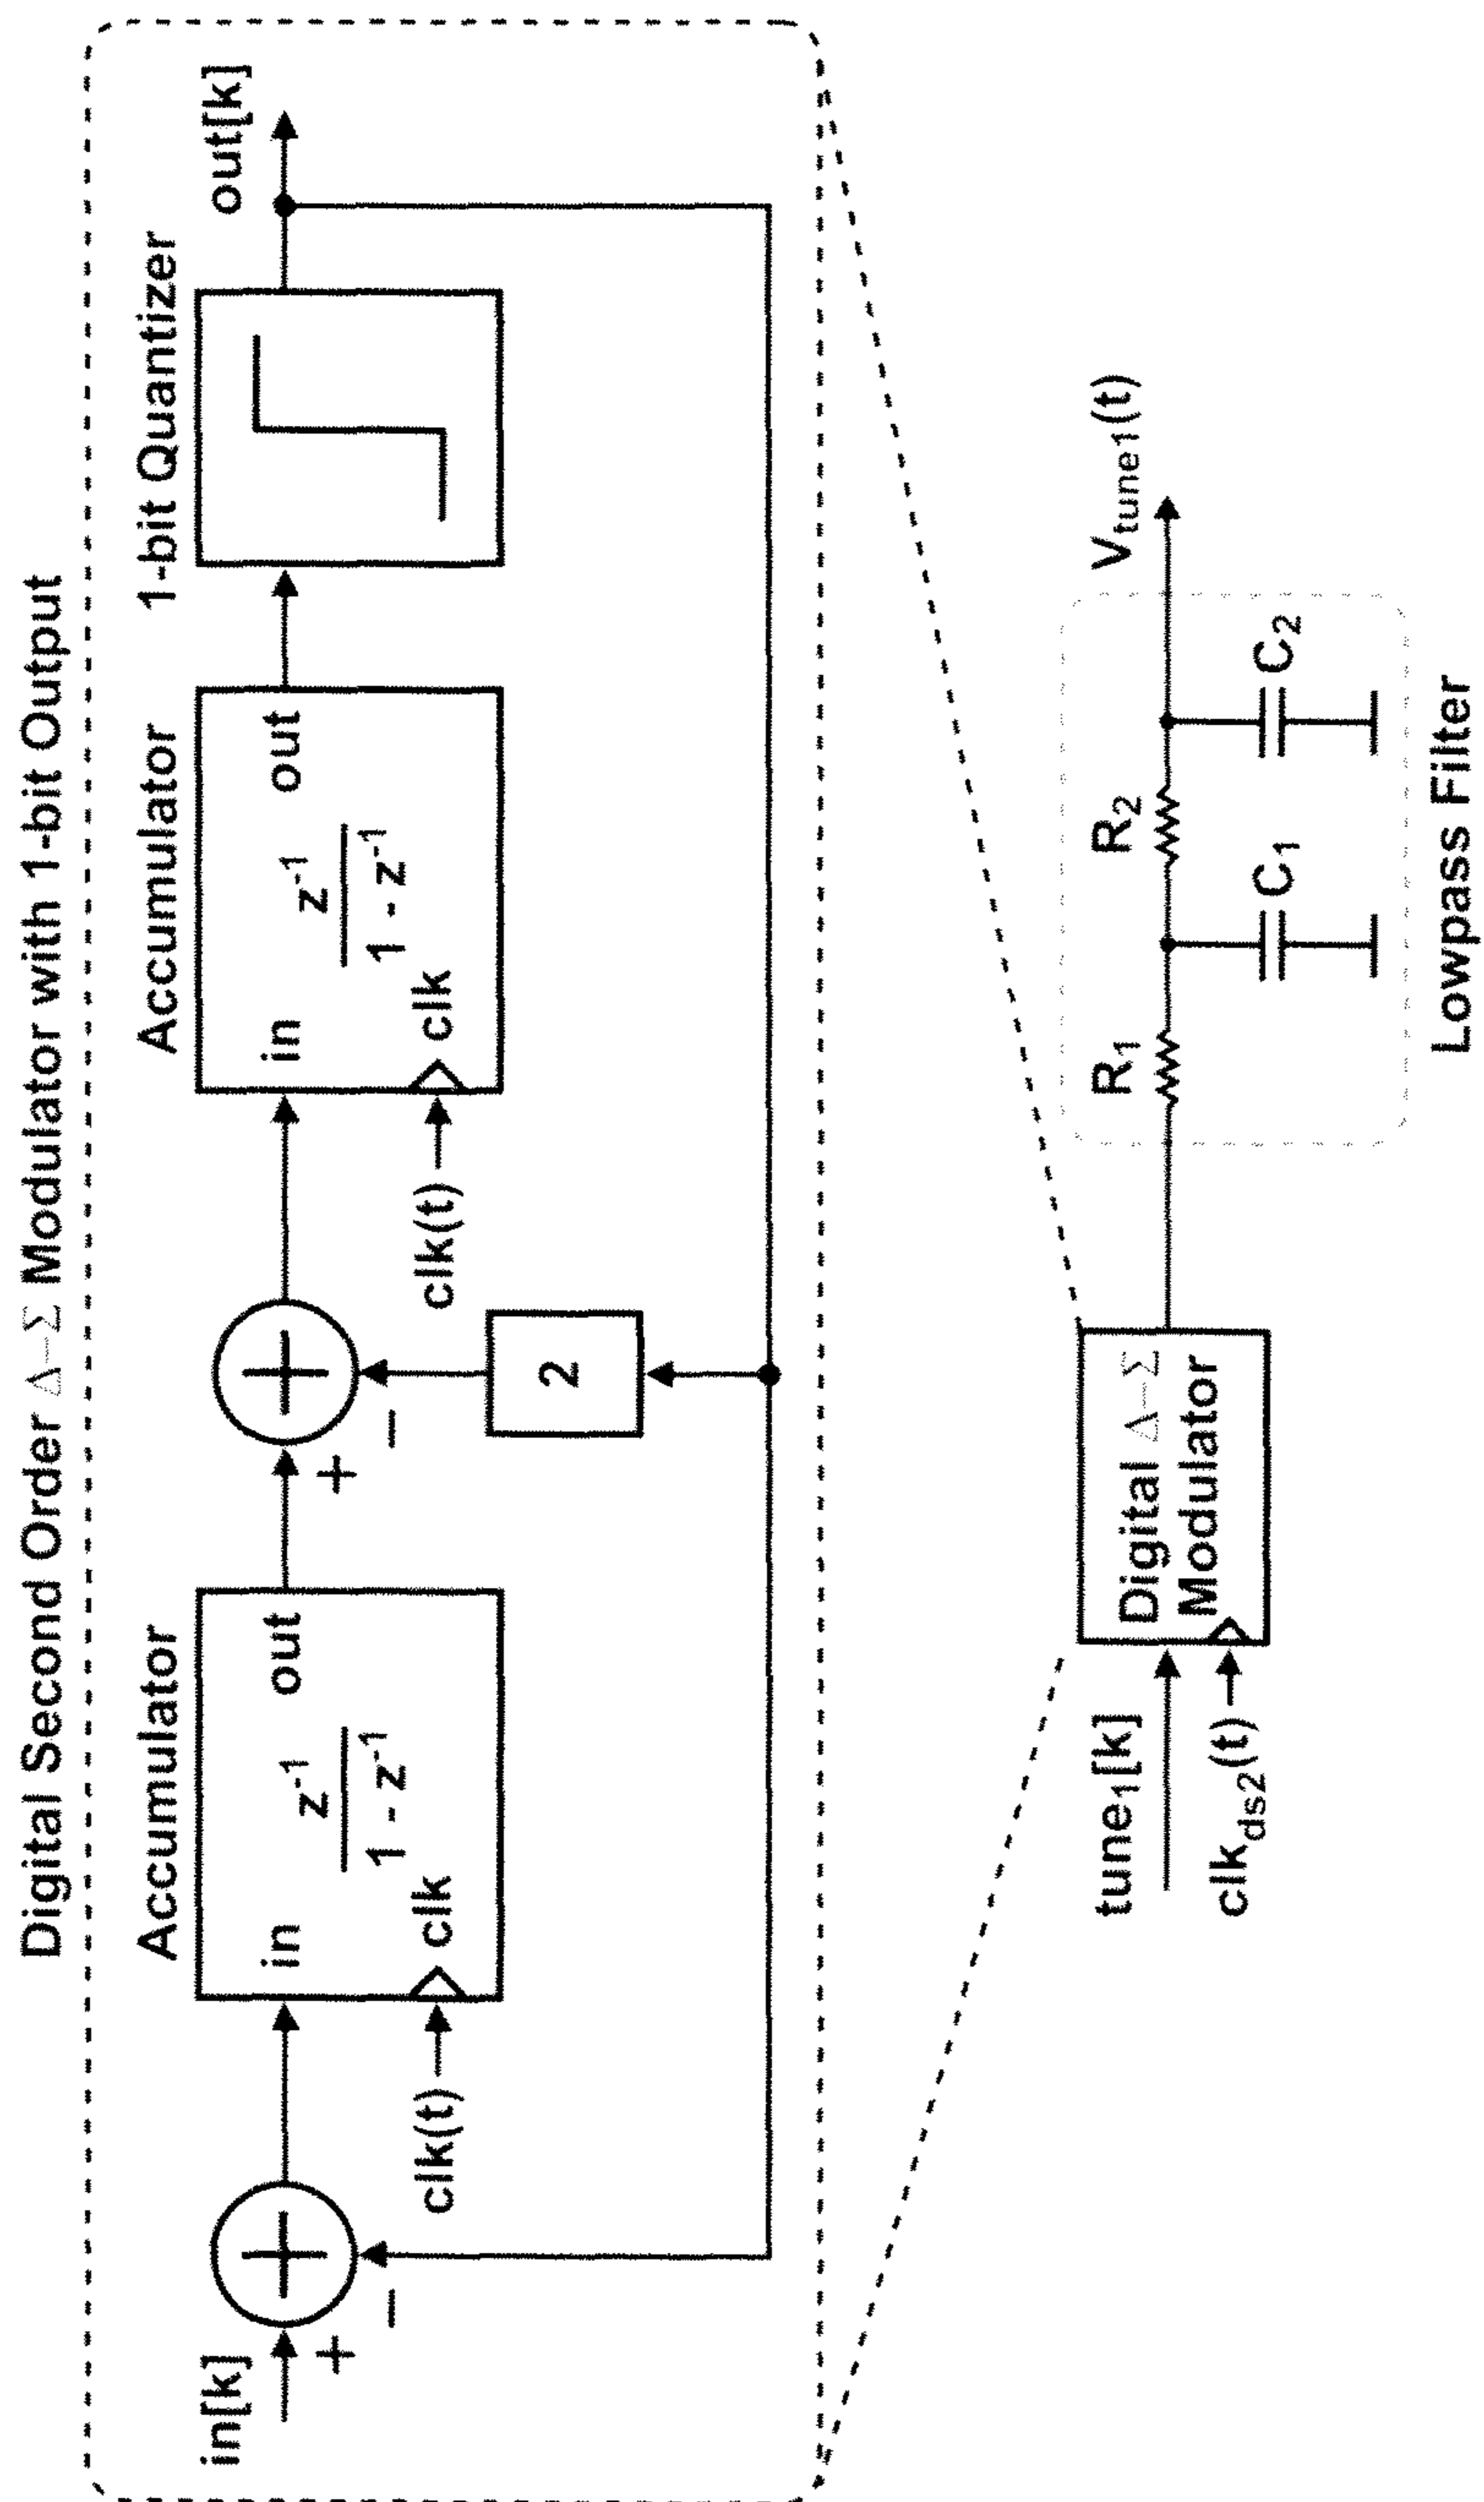 Digital Second Order Δ–Σ Modulator with 1-bit Output
Accumulator
Accumulator
1-bit Quantizer
in[k]
+
–
in
out
z-1
1 - z-1
clk
clk(t)
+
–
2
in
out
z-1
1 - z-1
clk
clk(t)
out[k]
tune1[k]
clkds2(t)
Digital Δ–Σ
Modulator
R1
R2
C1
C2
Vtune1(t)
Lowpass Filter